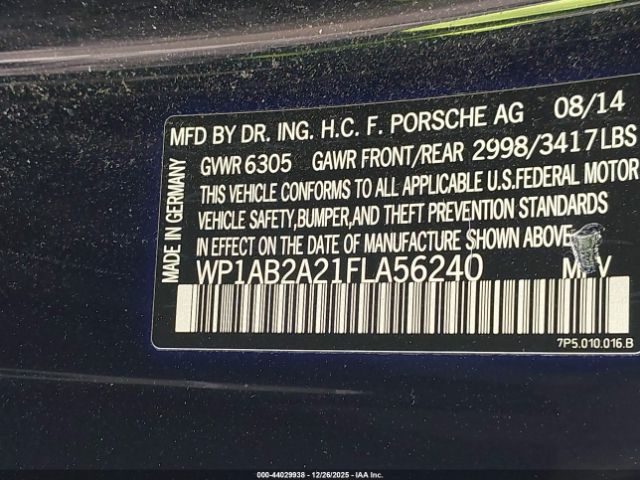 MFD BY DR. ING. H.C. F. PORSCHE AG 08/14
GVWR 6305 GAWR FRONT/REAR 2998/3417LBS
THIS VEHICLE CONFORMS TO ALL APPLICABLE U.S.FEDERAL MOTOR
VEHICLE SAFETY,BUMPER,AND THEFT PREVENTION STANDARDS
IN EFFECT ON THE DATE OF MANUFACTURE SHOWN ABOVE.
WP1AB2A21FLA56240 MPV
MADE IN GERMANY
7P5.010.016.B
000-44029938 - 12/26/2025 - IAA Inc.